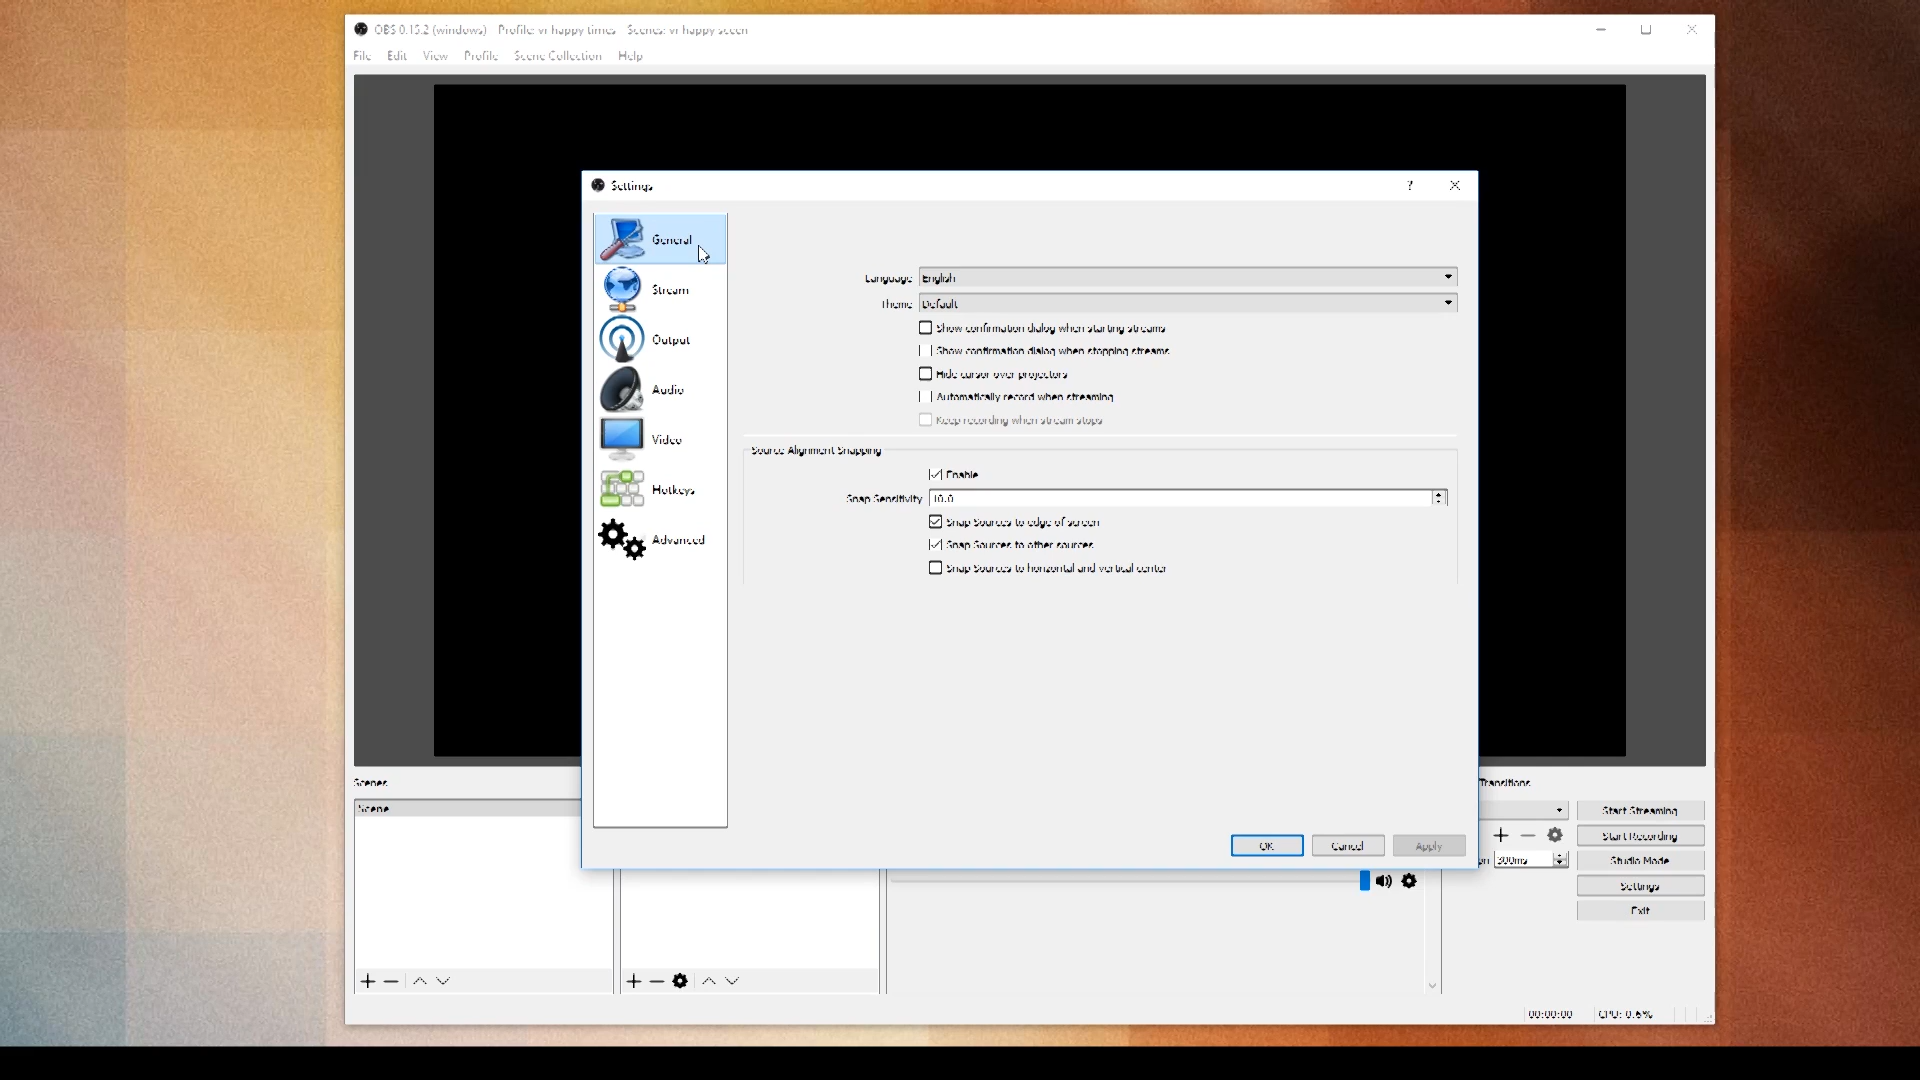 OBS 0.15.2 (windows) Profile: vr happy times Scenes: vr happy sceen
File Edit View Profile Scene Collection Help
Settings
?
General
Stream
Output
Audio
Video
Hotkeys
Advanced
Language English
Theme Default
Show confirmation dialog when starting streams
Show confirmation dialog when stopping streams
Hide cursor over projectors
Automatically record when streaming
Keep recording when stream stops
Source Alignment Snapping
Enable
Snap Sensitivity 10.0
Snap Sources to edge of screen
Snap Sources to other sources
Snap Sources to horizontal and vertical center
OK Cancel Apply
Scenes
Scene
Transitions
Start Streaming
Start Recording
on 300ms
Studio Mode
Settings
Exit
00:00:00 CPU: 0.6%